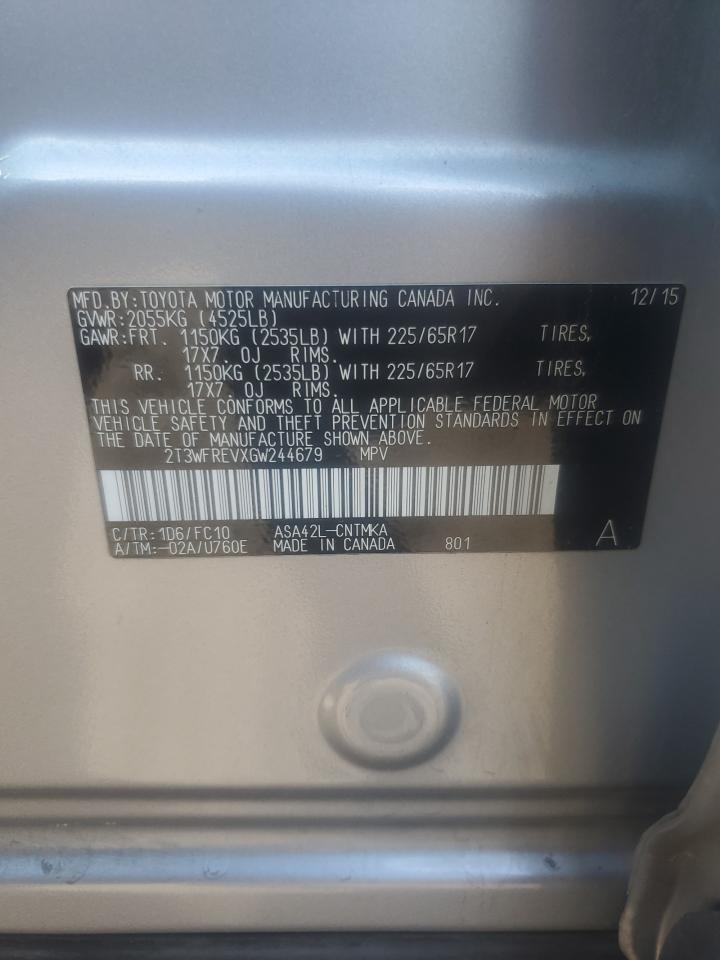 MFD.BY:TOYOTA MOTOR MANUFACTURING CANADA INC. 12/15
GVWR:2055KG (4525LB)
GAWR:FRT. 1150KG (2535LB) WITH 225/65R17 TIRES,
17X7. 0J RIMS.
RR. 1150KG (2535LB) WITH 225/65R17 TIRES,
17X7. 0J RIMS.
THIS VEHICLE CONFORMS TO ALL APPLICABLE FEDERAL MOTOR
VEHICLE SAFETY AND THEFT PREVENTION STANDARDS IN EFFECT ON
THE DATE OF MANUFACTURE SHOWN ABOVE.
2T3WFREVXGW244679 MPV
C/TR:1D6/FC10 ASA42L-CNTMKA
A/TM:-02A/U760E MADE IN CANADA 801 A